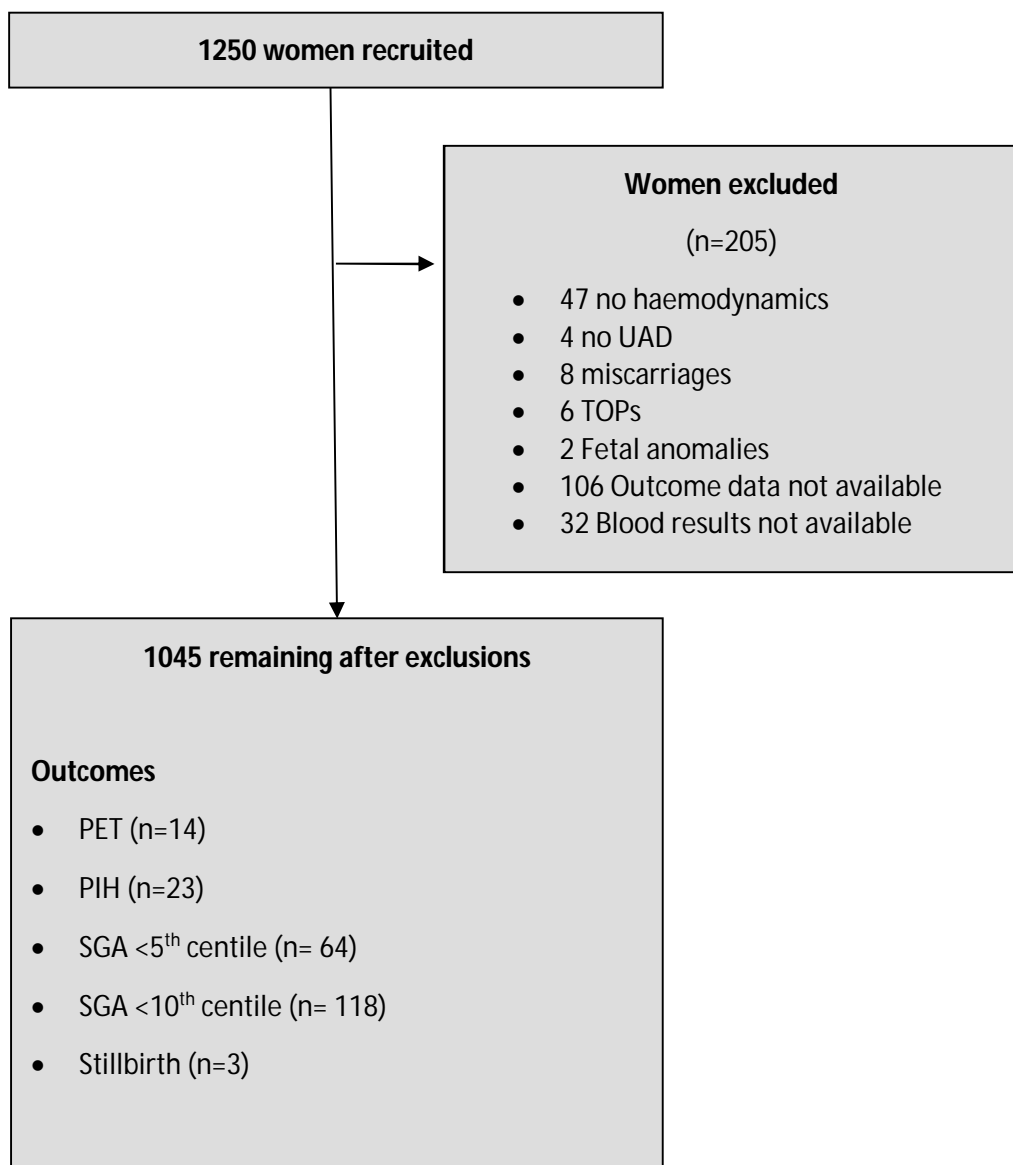 1250 women recruited
Women excluded
(n=205)
• 47 no haemodynamics
• 4 no UAD
• 8 miscarriages
• 6 TOPs
• 2 Fetal anomalies
• 106 Outcome data not available
• 32 Blood results not available
1045 remaining after exclusions
Outcomes
• PET (n=14)
• PIH (n=23)
• SGA <5th centile (n= 64)
• SGA <10th centile (n= 118)
• Stillbirth (n=3)